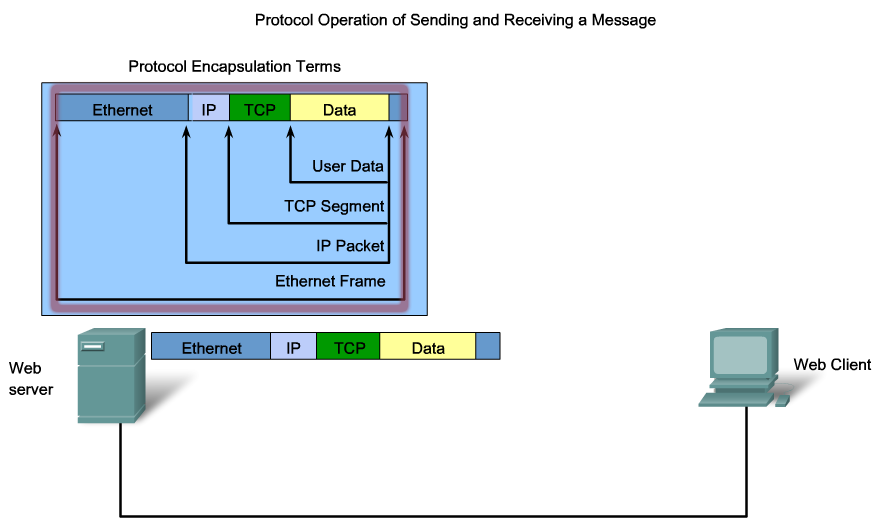 Protocol Operation of Sending and Receiving a Message
Protocol Encapsulation Terms
Ethernet IP TCP Data
User Data
TCP Segment
IP Packet
Ethernet Frame
Ethernet IP TCP Data
Web
server
Web Client